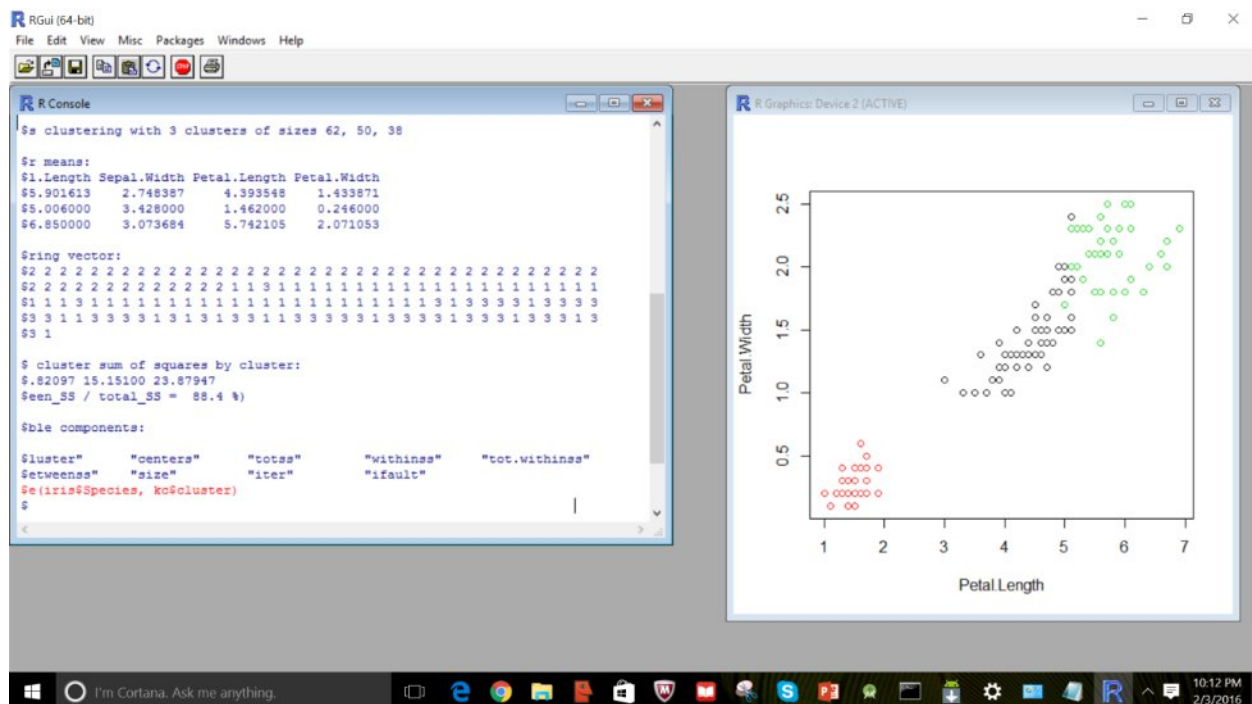 RGui (64-bit)
File Edit View Misc Packages Windows Help
STOP
R Console
$s clustering with 3 clusters of sizes 62, 50, 38
$r means:
$l.Length Sepal.Width Petal.Length Petal.Width
$5.901613 2.748387 4.393548 1.433871
$5.006000 3.428000 1.462000 0.246000
$6.850000 3.073684 5.742105 2.071053
$ring vector:
$2 2 2 2 2 2 2 2 2 2 2 2 2 2 2 2 2 2 2 2 2 2 2 2 2 2 2 2 2 2 2 2 2 2 2 2 2
$2 2 2 2 2 2 2 2 2 2 2 2 2 1 1 3 1 1 1 1 1 1 1 1 1 1 1 1 1 1 1 1 1 1 1 1 1
$1 1 1 3 1 1 1 1 1 1 1 1 1 1 1 1 1 1 1 1 1 1 1 1 1 1 3 1 3 3 3 3 1 3 3 3 3
$3 3 1 1 3 3 3 3 1 3 1 3 1 3 3 1 1 3 3 3 3 3 1 3 3 3 3 1 3 3 3 1 3 3 3 1 3
$3 1
$ cluster sum of squares by cluster:
$.82097 15.15100 23.87947
$een_SS / total_SS = 88.4 %)
$ble components:
$luster" "centers" "totss" "withinss" "tot.withinss"
$etweenss" "size" "iter" "ifault"
$e(iris$Species, kc$cluster)
$
R Graphics: Device 2 (ACTIVE)
2.5
2.0
1.5
1.0
0.5
Petal.Width
1 2 3 4 5 6 7
Petal.Length
I'm Cortana. Ask me anything.
10:12 PM
2/3/2016